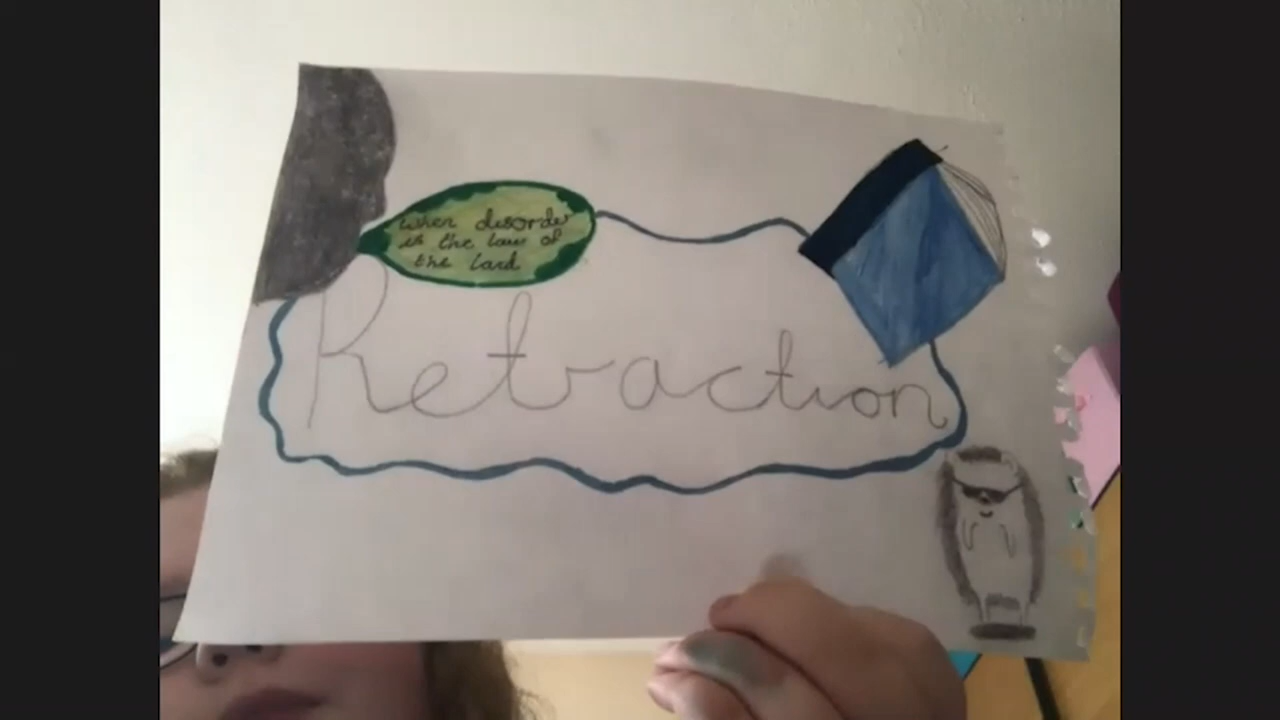 when disorder
is the law of
the land
Retraction